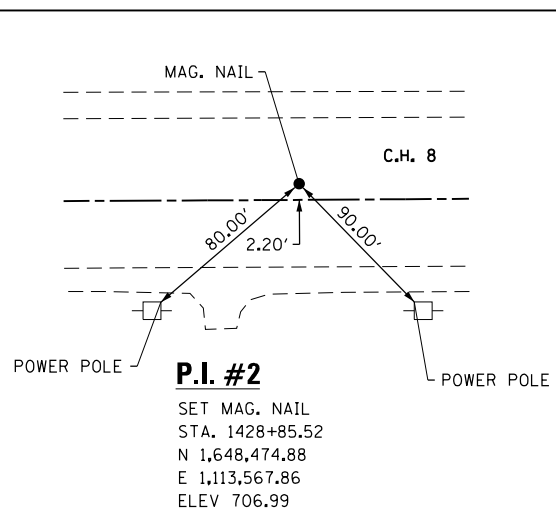 MAG. NAIL
C.H. 8
80.00'
90.00'
2.20'
POWER POLE
POWER POLE
P.I. #2
SET MAG. NAIL
STA. 1428+85.52
N 1,648,474.88
E 1,113,567.86
ELEV 706.99